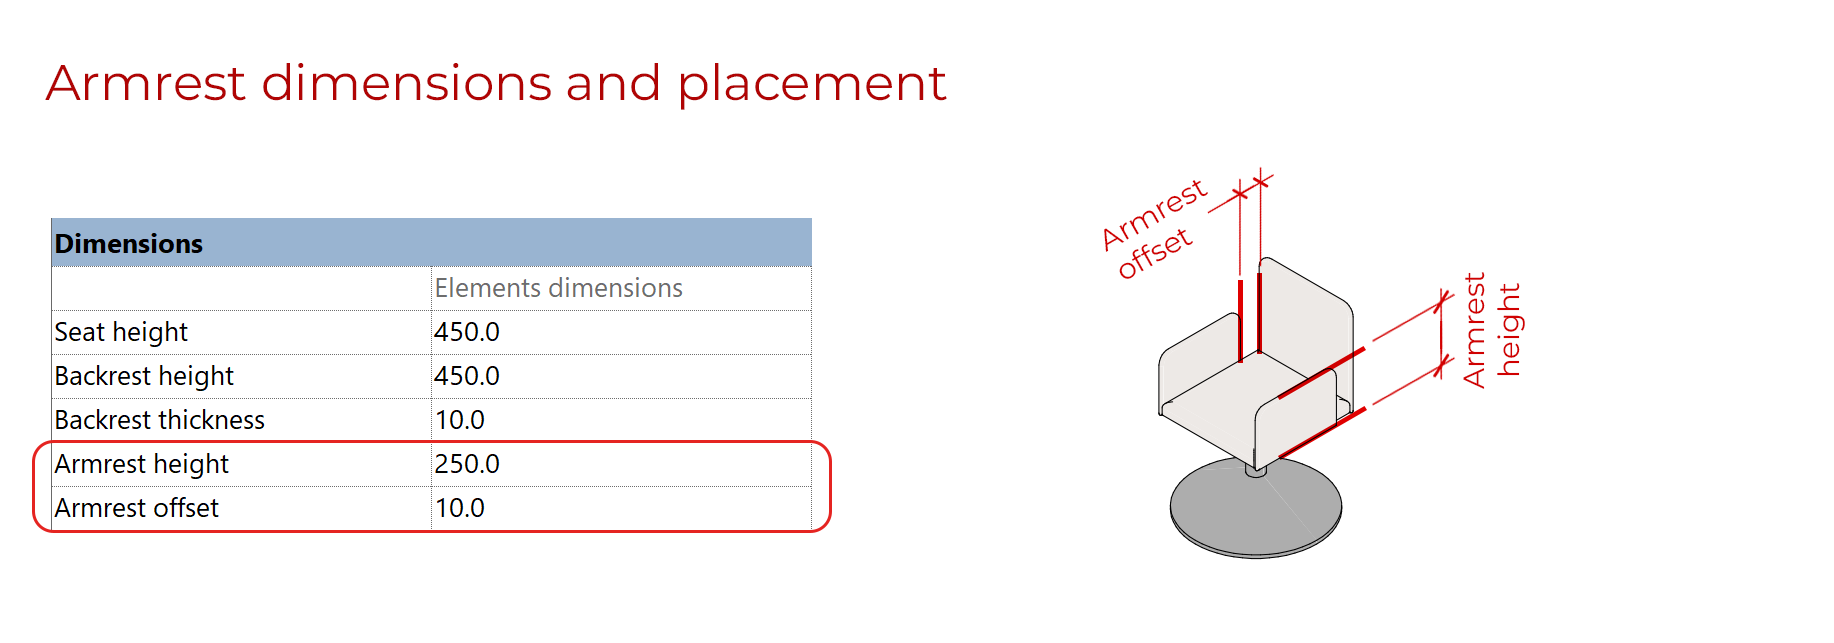 Armrest dimensions and placement
Dimensions
Elements dimensions
Seat height 450.0
Backrest height 450.0
Backrest thickness 10.0
Armrest height 250.0
Armrest offset 10.0
Armrest
offset
Armrest
height